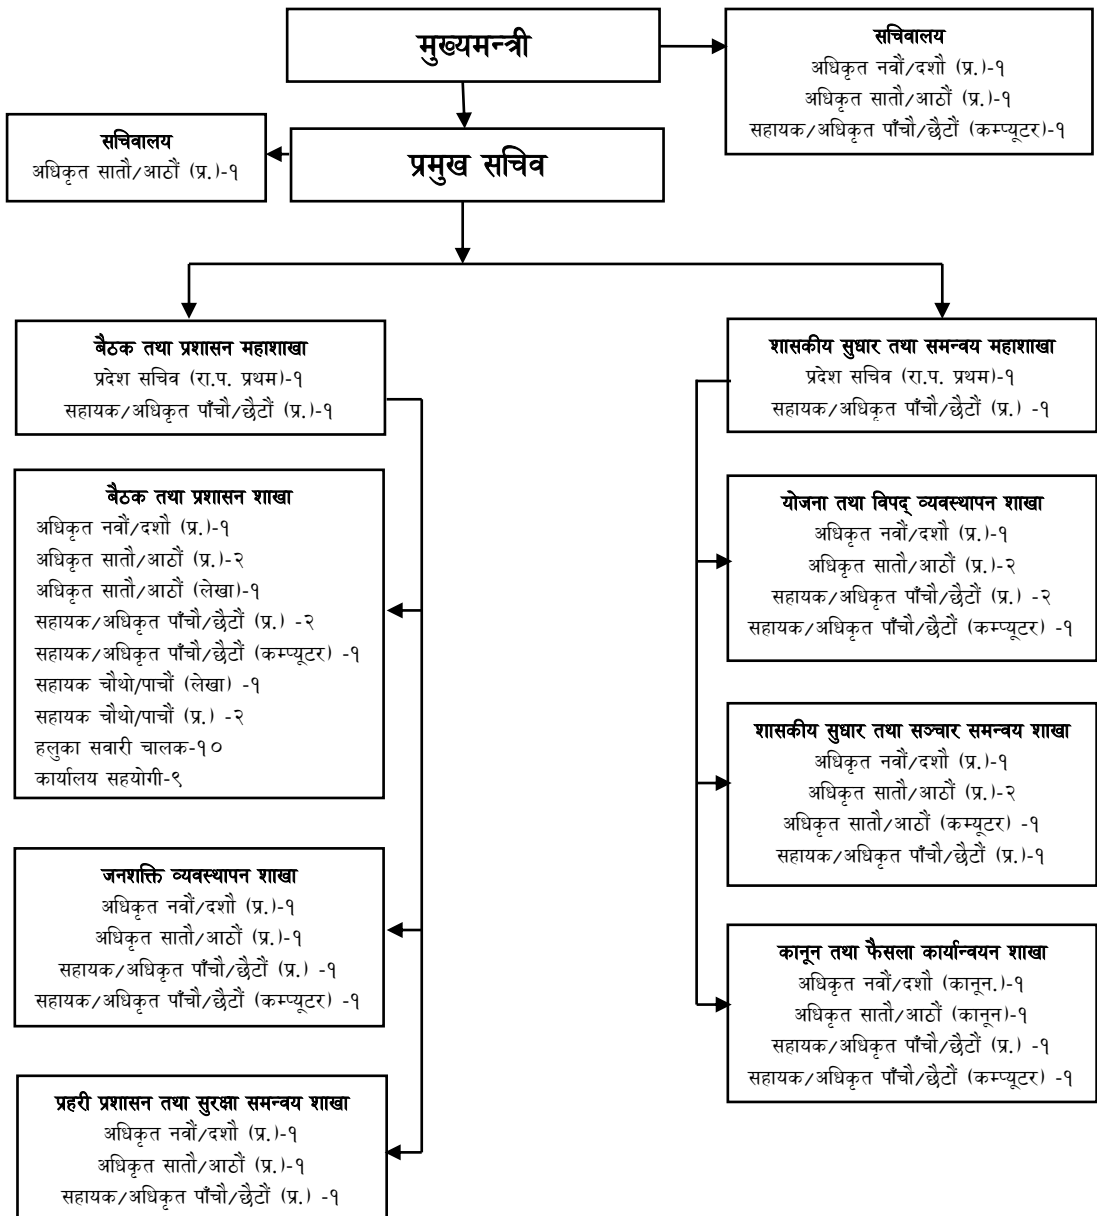 मुख्यमन्त्री
सचिवालय
अधिकृत नवौं/दशौ (प्र.)-१
अधिकृत सातौ/आठौं (प्र.)-१
सहायक/अधिकृत पाँचौ/छैटौं (कम्प्यूटर)-१
सचिवालय
अधिकृत सातौ/आठौं (प्र.)-१
प्रमुख सचिव
बैठक तथा प्रशासन महाशाखा
प्रदेश सचिव (रा.प. प्रथम)-१
सहायक/अधिकृत पाँचौ/छैटौं (प्र.)-१
बैठक तथा प्रशासन शाखा
अधिकृत नवौं/दशौ (प्र.)-१
अधिकृत सातौ/आठौं (प्र.)-२
अधिकृत सातौ/आठौं (लेखा)-१
सहायक/अधिकृत पाँचौ/छैटौं (प्र.) -२
सहायक/अधिकृत पाँचौ/छैटौं (कम्प्यूटर) -१
सहायक चौथो/पाचौं (लेखा) -१
सहायक चौथो/पाचौं (प्र.) -२
हलुका सवारी चालक-१०
कार्यालय सहयोगी-९
जनशक्ति व्यवस्थापन शाखा
अधिकृत नवौं/दशौ (प्र.)-१
अधिकृत सातौ/आठौं (प्र.)-१
सहायक/अधिकृत पाँचौ/छैटौं (प्र.) -१
सहायक/अधिकृत पाँचौ/छैटौं (कम्प्यूटर) -१
प्रहरी प्रशासन तथा सुरक्षा समन्वय शाखा
अधिकृत नवौं/दशौ (प्र.)-१
अधिकृत सातौ/आठौं (प्र.)-१
सहायक/अधिकृत पाँचौ/छैटौं (प्र.) -१
शासकीय सुधार तथा समन्वय महाशाखा
प्रदेश सचिव (रा.प. प्रथम)-१
सहायक/अधिकृत पाँचौ/छैटौं (प्र.) -१
योजना तथा विपद् व्यवस्थापन शाखा
अधिकृत नवौं/दशौ (प्र.)-१
अधिकृत सातौ/आठौं (प्र.)-२
सहायक/अधिकृत पाँचौ/छैटौं (प्र.) -२
सहायक/अधिकृत पाँचौ/छैटौं (कम्प्यूटर) -१
शासकीय सुधार तथा सञ्चार समन्वय शाखा
अधिकृत नवौं/दशौ (प्र.)-१
अधिकृत सातौ/आठौं (प्र.)-२
अधिकृत सातौ/आठौं (कम्युटर) -१
सहायक/अधिकृत पाँचौ/छैटौं (प्र.)-१
कानून तथा फैसला कार्यान्वयन शाखा
अधिकृत नवौं/दशौ (कानून.)-१
अधिकृत सातौ/आठौं (कानून)-१
सहायक/अधिकृत पाँचौ/छैटौं (प्र.) -१
सहायक/अधिकृत पाँचौ/छैटौं (कम्प्यूटर) -१